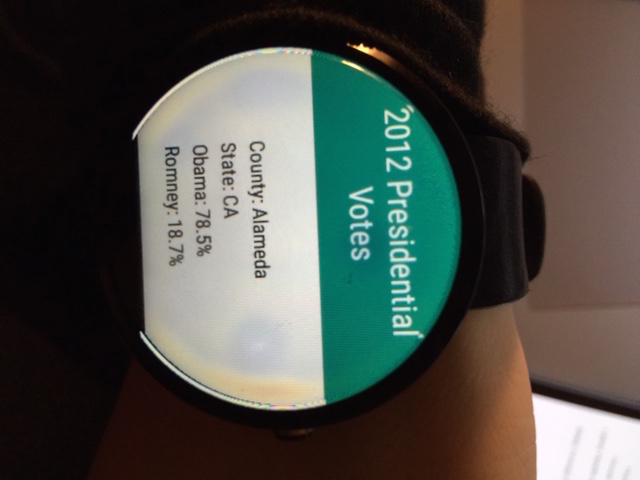 2012 Presidential
Votes
County: Alameda
State: CA
Obama: 78.5%
Romney: 18.7%